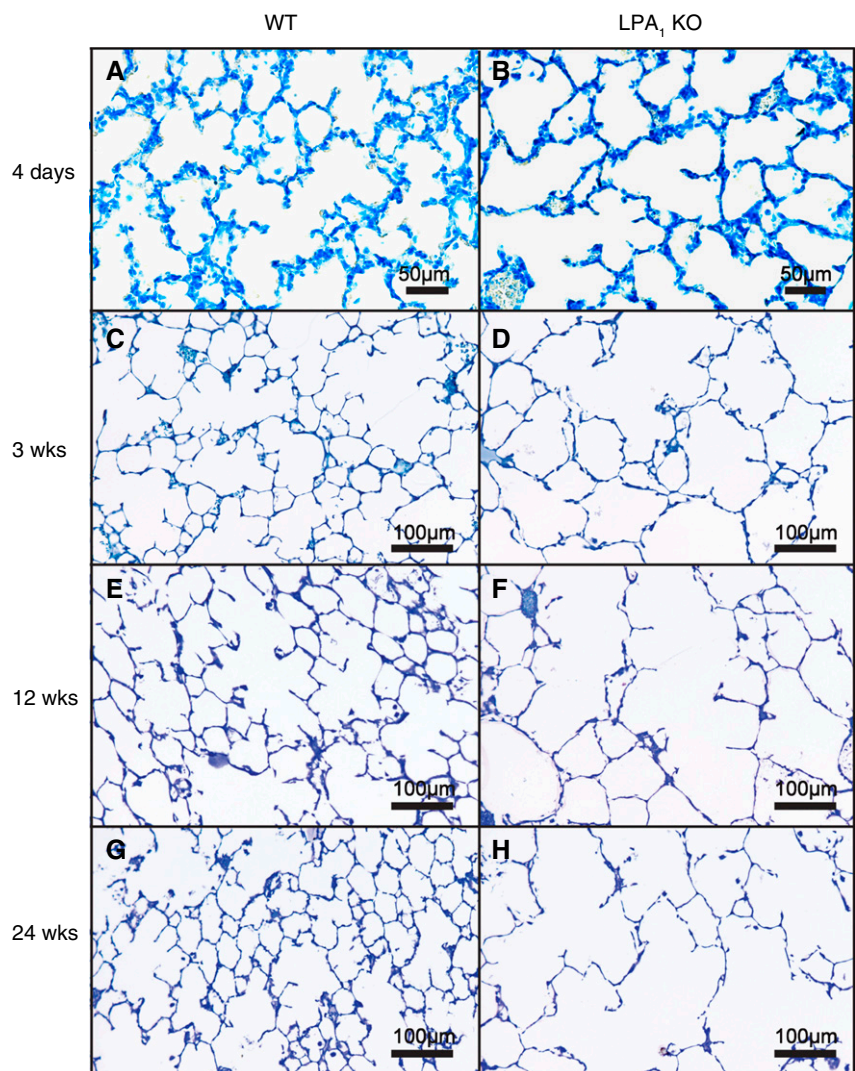 WT LPA₁ KO
4 days
A B
50µm 50µm
3 wks
C D
100µm 100µm
12 wks
E F
100µm 100µm
24 wks
G H
100µm 100µm